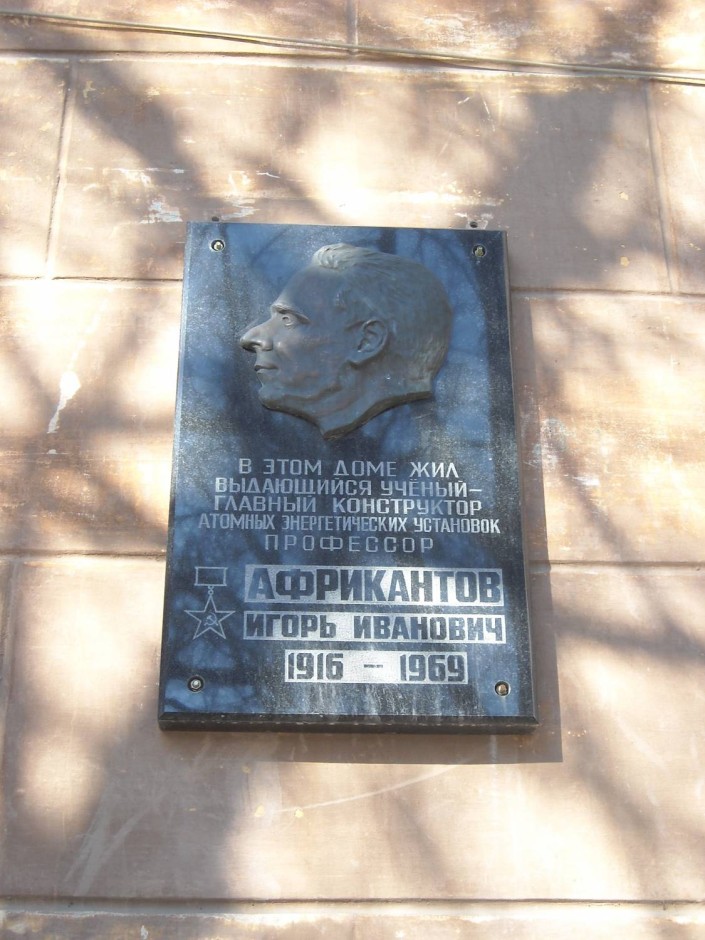 В ЭТОМ ДОМЕ ЖИЛ
ВЫДАЮЩИЙСЯ УЧЁНЫЙ-
ГЛАВНЫЙ КОНСТРУКТОР
АТОМНЫХ ЭНЕРГЕТИЧЕСКИХ УСТАНОВОК
ПРОФЕССОР
АФРИКАНТОВ
ИГОРЬ ИВАНОВИЧ
1916 – 1969